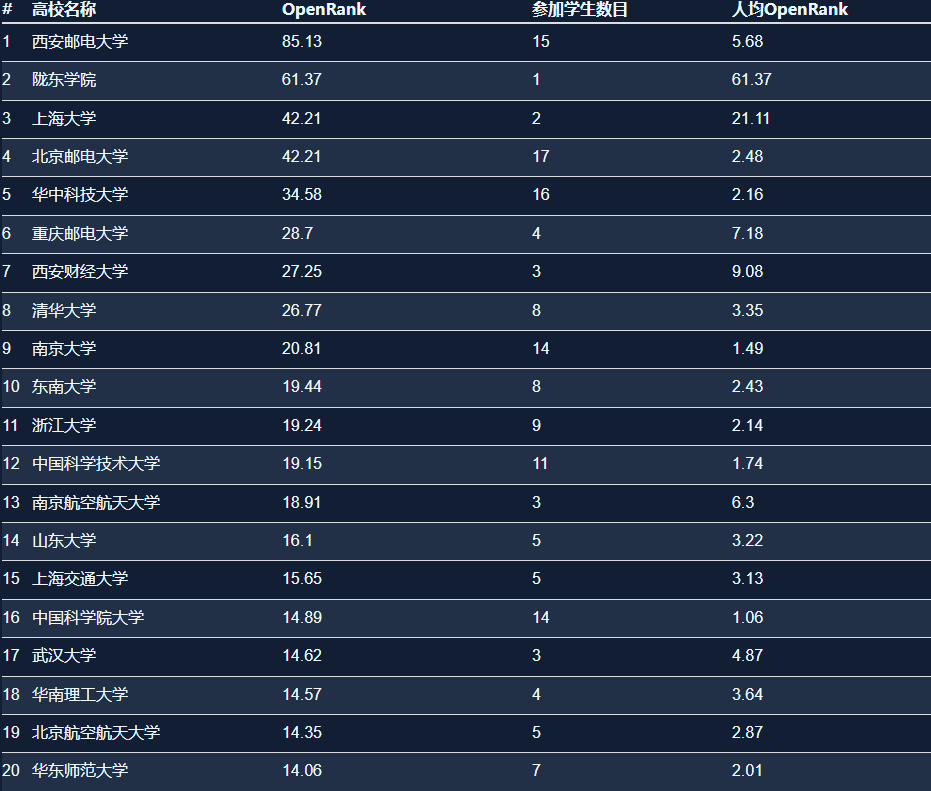 # 高校名称 OpenRank 参加学生数目 人均OpenRank
1 西安邮电大学 85.13 15 5.68
2 陇东学院 61.37 1 61.37
3 上海大学 42.21 2 21.11
4 北京邮电大学 42.21 17 2.48
5 华中科技大学 34.58 16 2.16
6 重庆邮电大学 28.7 4 7.18
7 西安财经大学 27.25 3 9.08
8 清华大学 26.77 8 3.35
9 南京大学 20.81 14 1.49
10 东南大学 19.44 8 2.43
11 浙江大学 19.24 9 2.14
12 中国科学技术大学 19.15 11 1.74
13 南京航空航天大学 18.91 3 6.3
14 山东大学 16.1 5 3.22
15 上海交通大学 15.65 5 3.13
16 中国科学院大学 14.89 14 1.06
17 武汉大学 14.62 3 4.87
18 华南理工大学 14.57 4 3.64
19 北京航空航天大学 14.35 5 2.87
20 华东师范大学 14.06 7 2.01